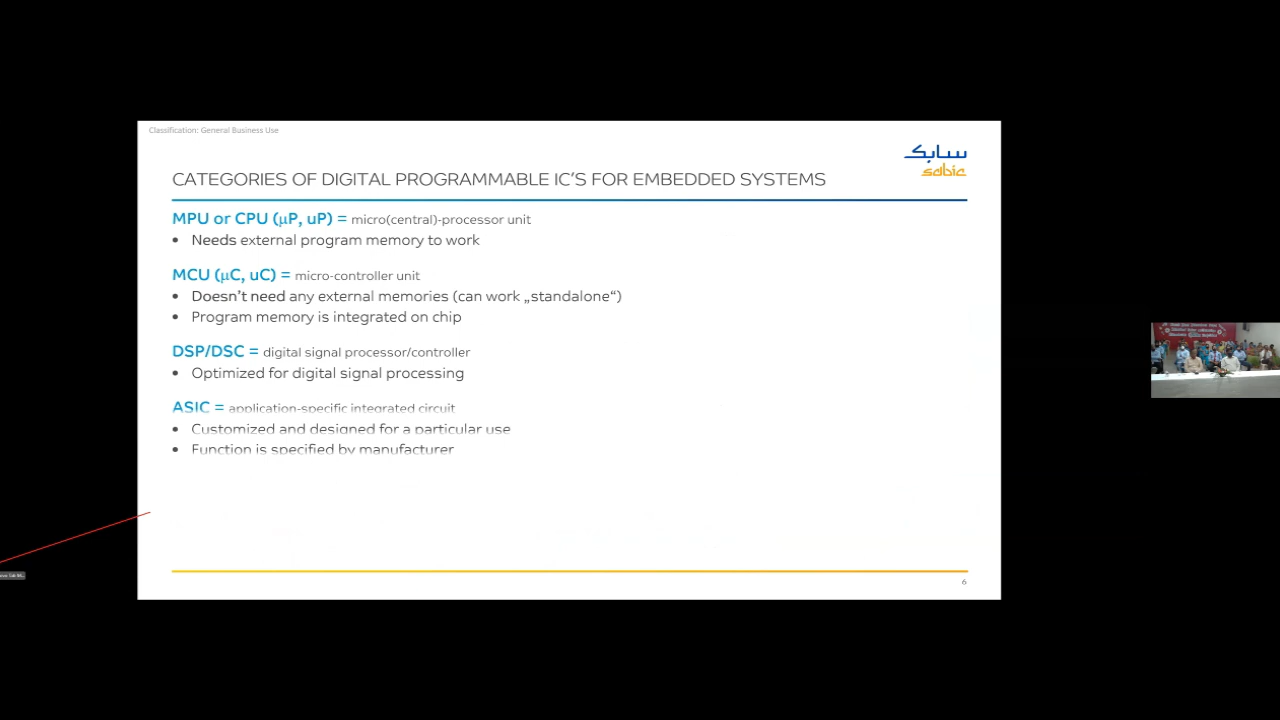 Classification: General Business Use
سابک
sabic
CATEGORIES OF DIGITAL PROGRAMMABLE IC'S FOR EMBEDDED SYSTEMS
MPU or CPU (μP, uP) = micro(central)-processor unit
• Needs external program memory to work
MCU (μC, uC) = micro-controller unit
• Doesn't need any external memories (can work „standalone“)
• Program memory is integrated on chip
DSP/DSC = digital signal processor/controller
• Optimized for digital signal processing
ASIC = application-specific integrated circuit
• Customized and designed for a particular use
• Function is specified by manufacturer
6